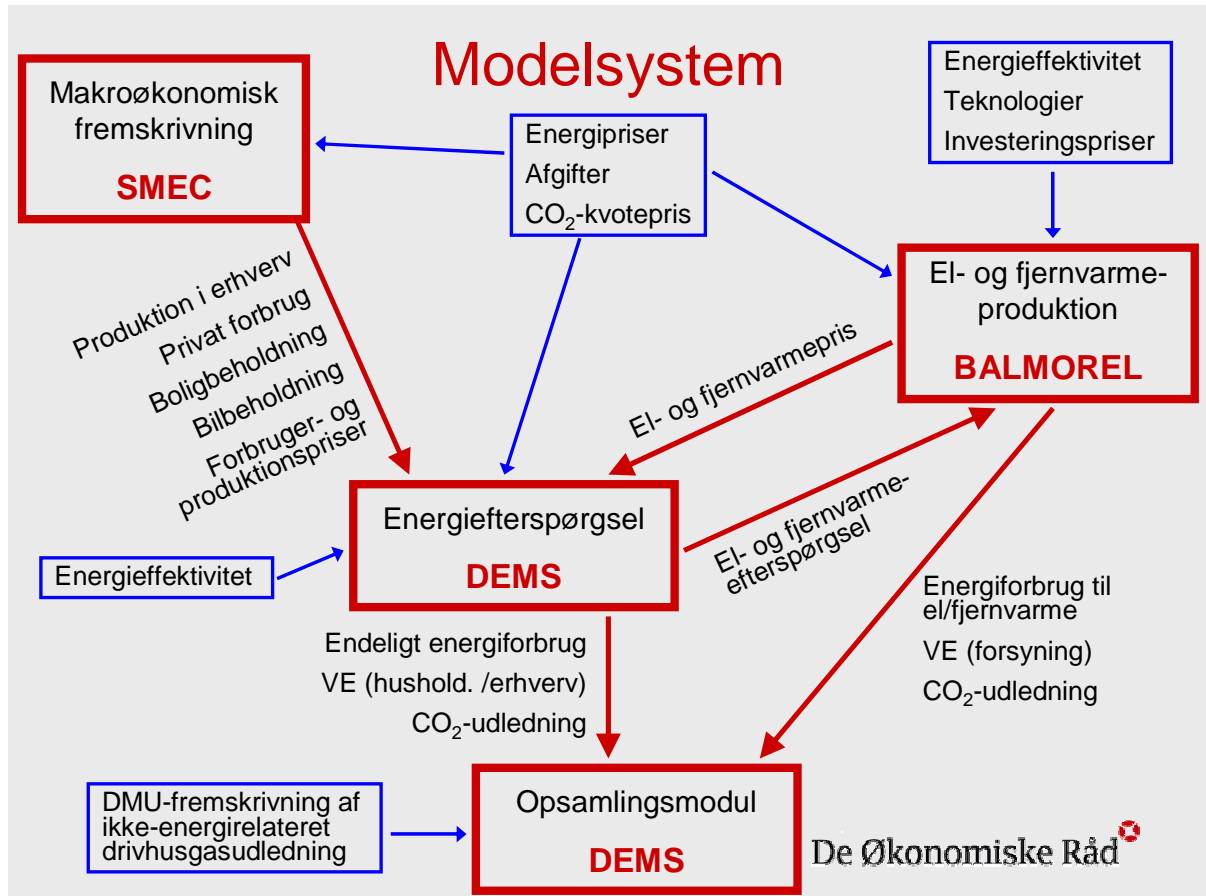 Modelsystem
Makroøkonomisk
fremskrivning
SMEC
Energipriser
Afgifter
CO₂-kvotepris
Energieffektivitet
Teknologier
Investeringspriser
El- og fjernvarme-
produktion
BALMOREL
Produktion i erhverv
Privat forbrug
Boligbeholdning
Bilbeholdning
Forbruger- og
produktionspriser
El- og fjernvarmepris
El- og fjernvarme-
efterspørgsel
Energiefterspørgsel
DEMS
Energieffektivitet
Endeligt energiforbrug
VE (hushold. /erhverv)
CO₂-udledning
Energiforbrug til
el/fjernvarme
VE (forsyning)
CO₂-udledning
DMU-fremskrivning af
ikke-energirelateret
drivhusgasudledning
Opsamlingsmodul
DEMS
De Økonomiske Råd